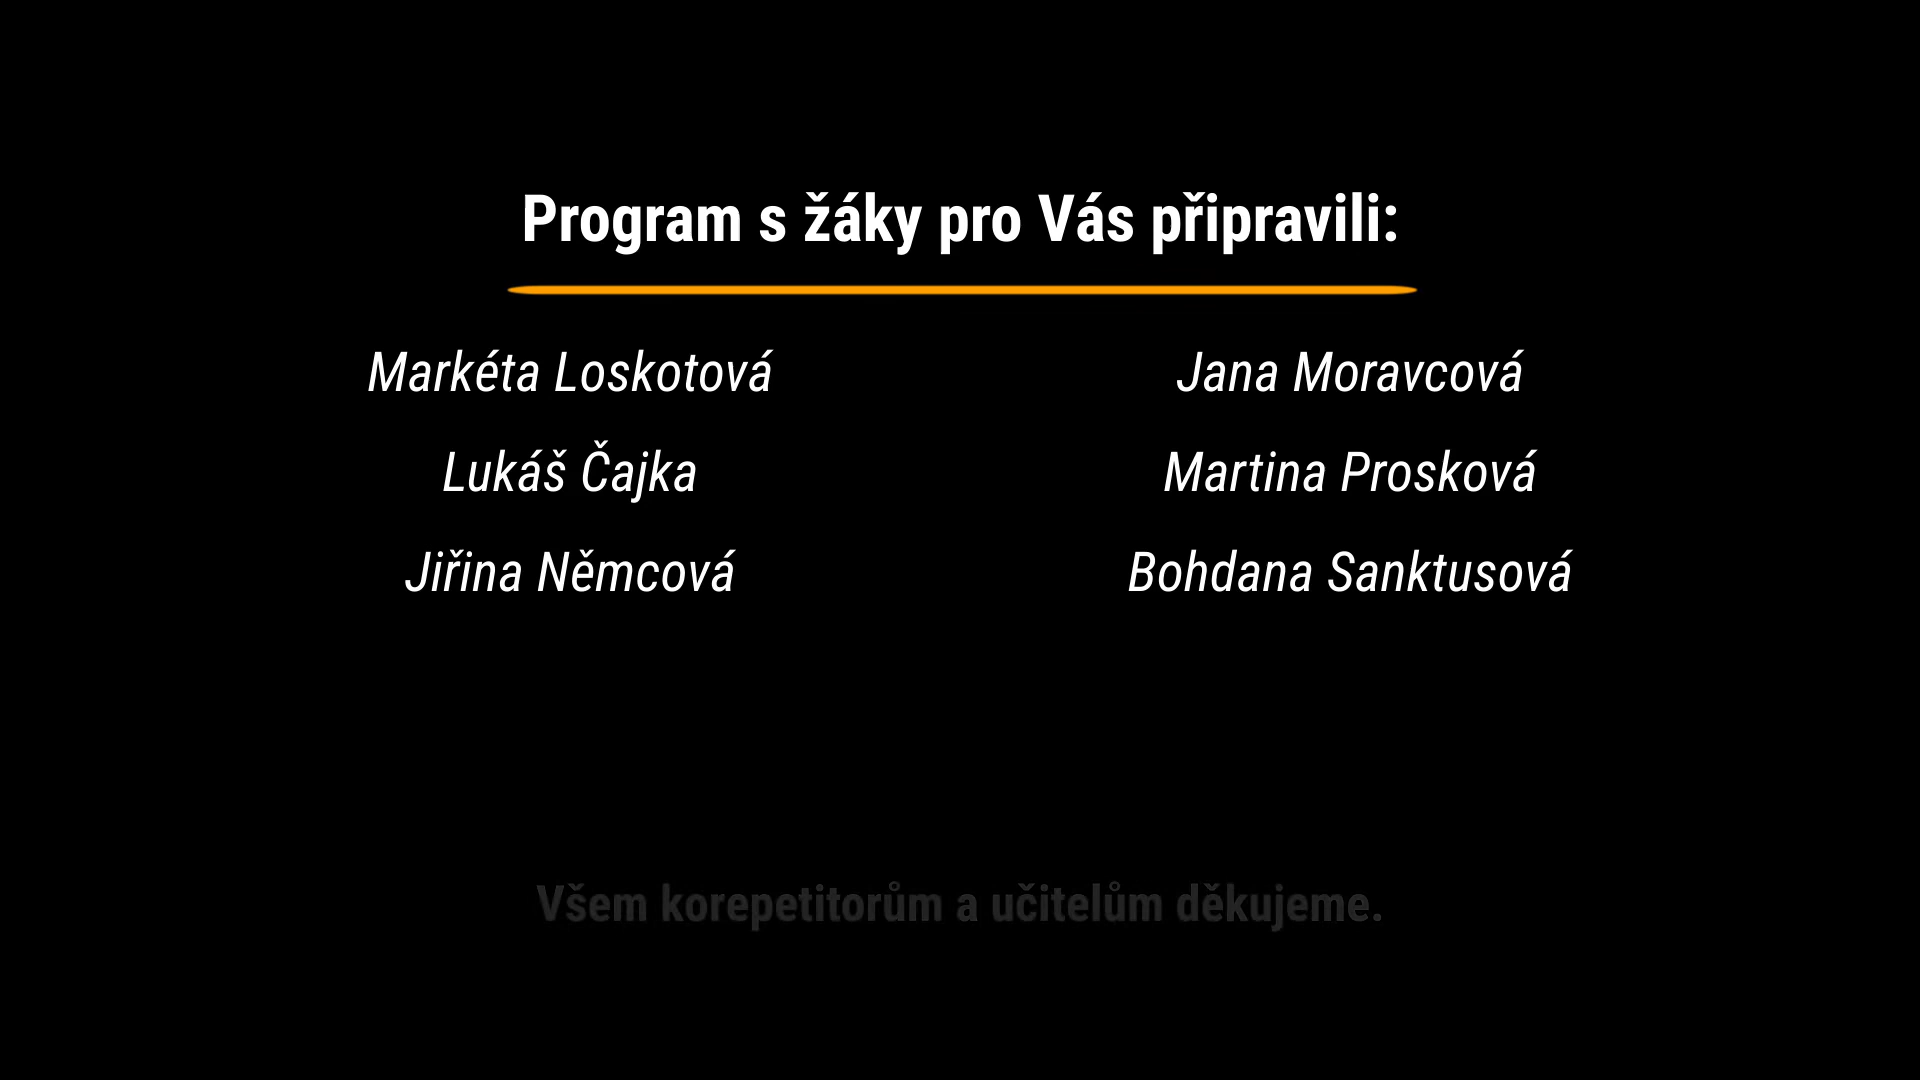 Program s žáky pro Vás připravili:
Markéta Loskotová
Jana Moravcová
Lukáš Čajka
Martina Prosková
Jiřina Němcová
Bohdana Sanktusová
Všem korepetitorům a učitelům děkujeme.